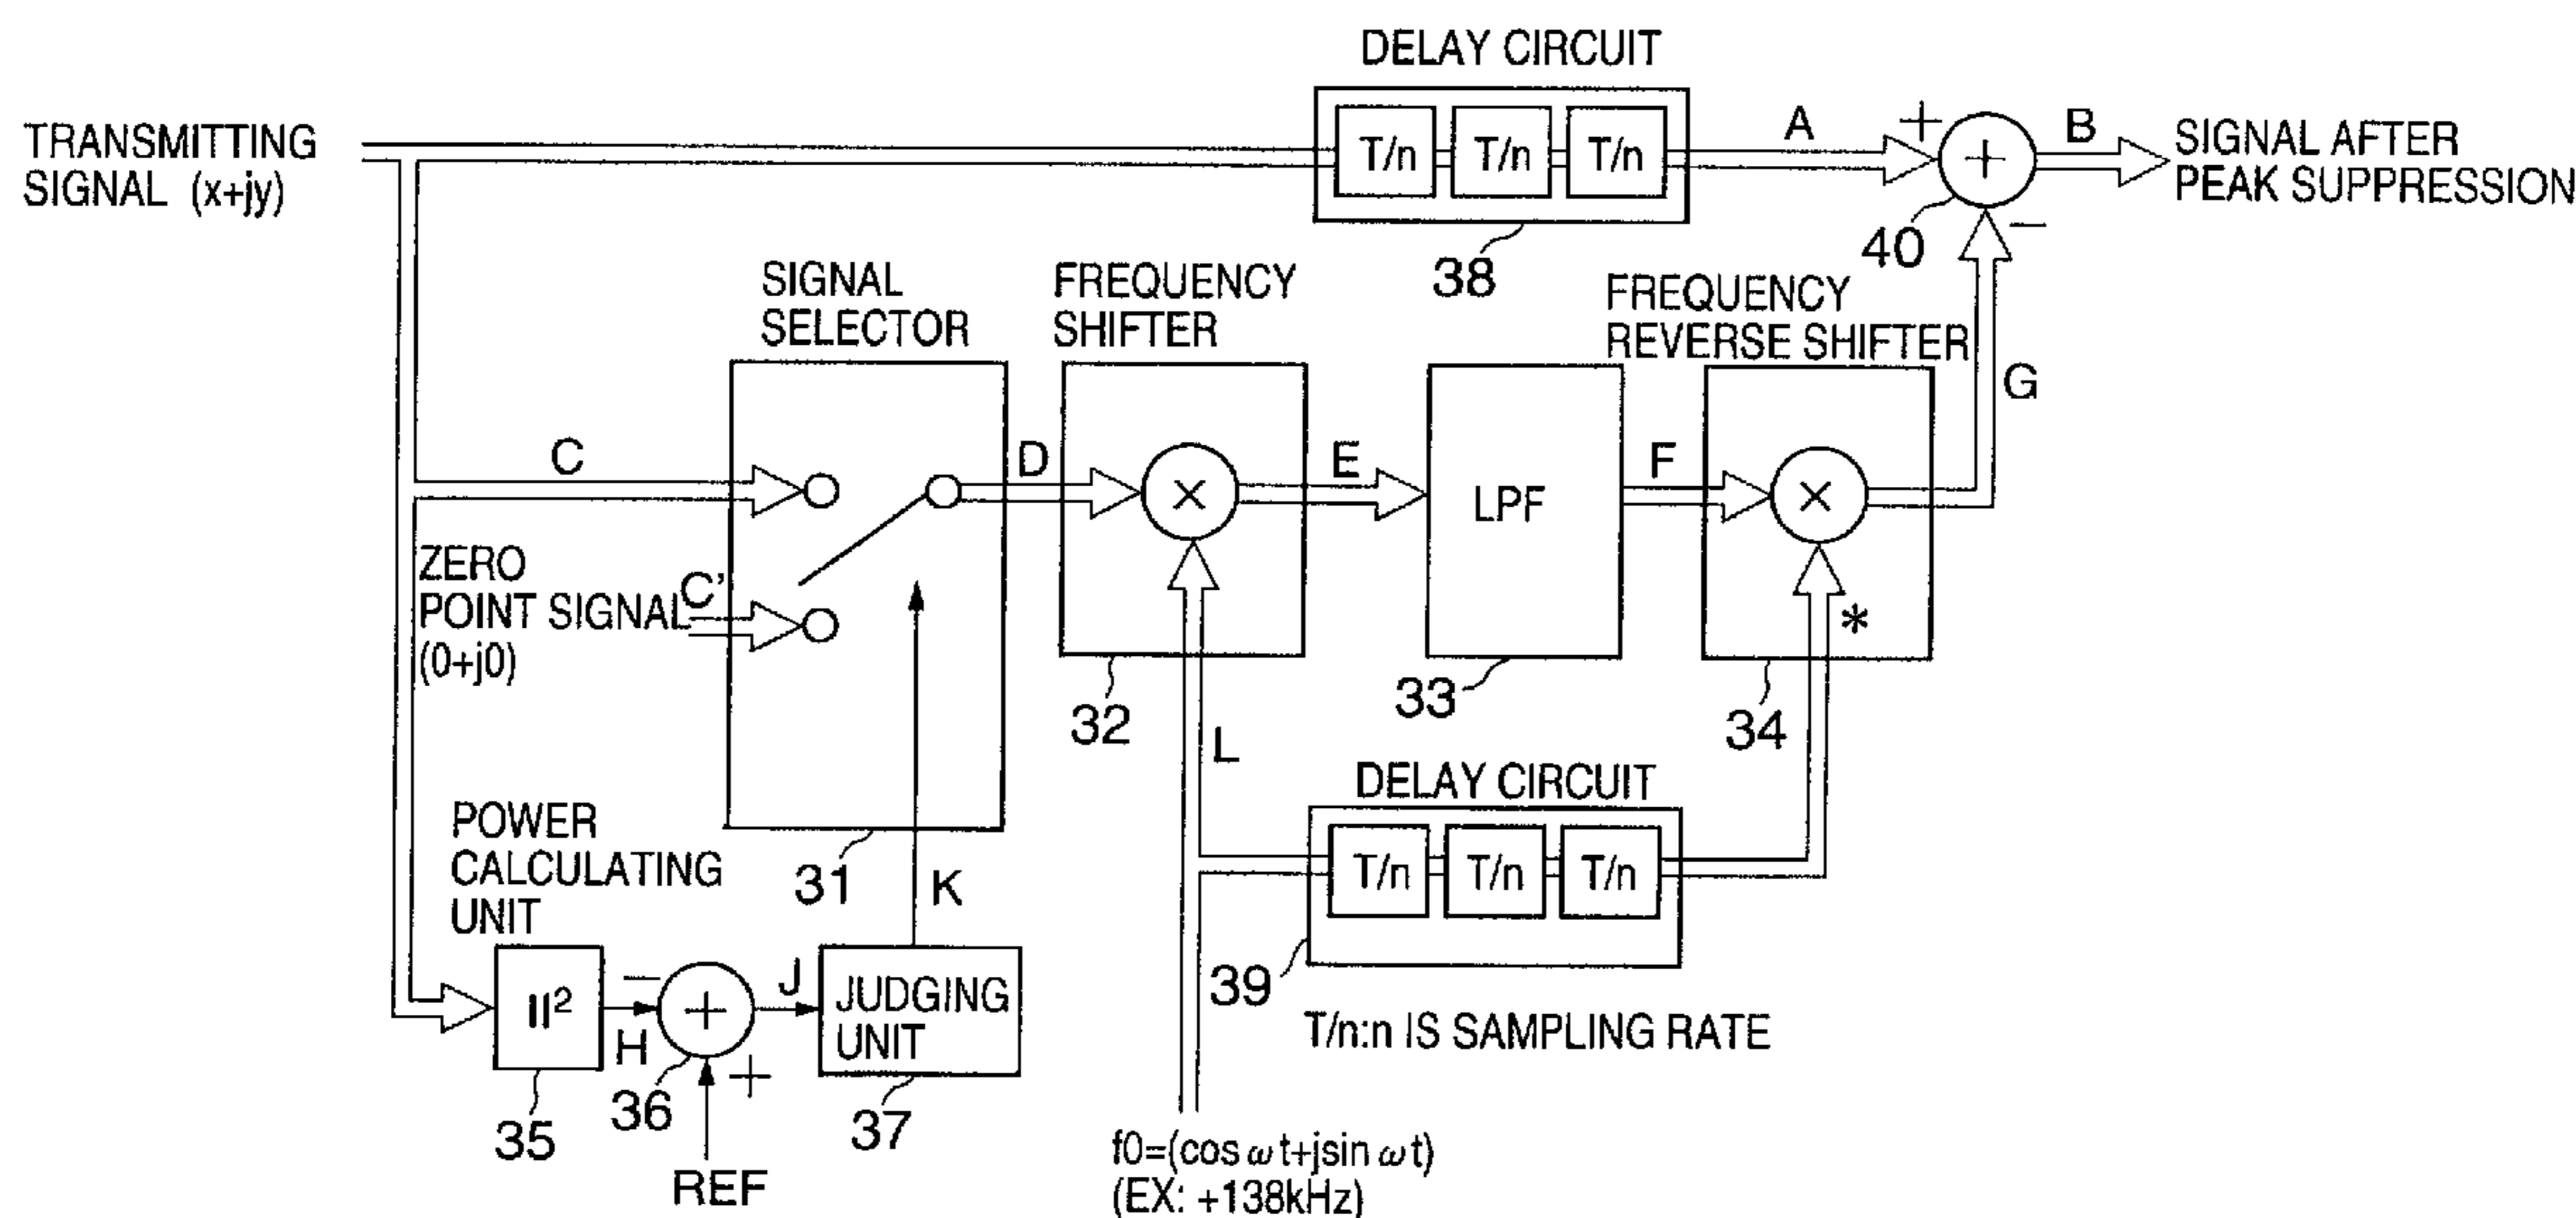 DELAY CIRCUIT
TRANSMITTING
SIGNAL (x+jy)
T/n T/n T/n
A
+
+
B
SIGNAL AFTER
PEAK SUPPRESSION
38
40
−
SIGNAL
SELECTOR
FREQUENCY
SHIFTER
FREQUENCY
REVERSE SHIFTER
G
C
D
×
E
LPF
F
×
ZERO
POINT SIGNAL
(0+j0)
C'
*
32
33
34
L
POWER
CALCULATING
UNIT
31
K
DELAY CIRCUIT
T/n T/n T/n
39
T/n:n IS SAMPLING RATE
||²
H
−
+
J
JUDGING
UNIT
+
35
36
37
REF
f0=(cos ω t+jsin ω t)
(EX: +138kHz)